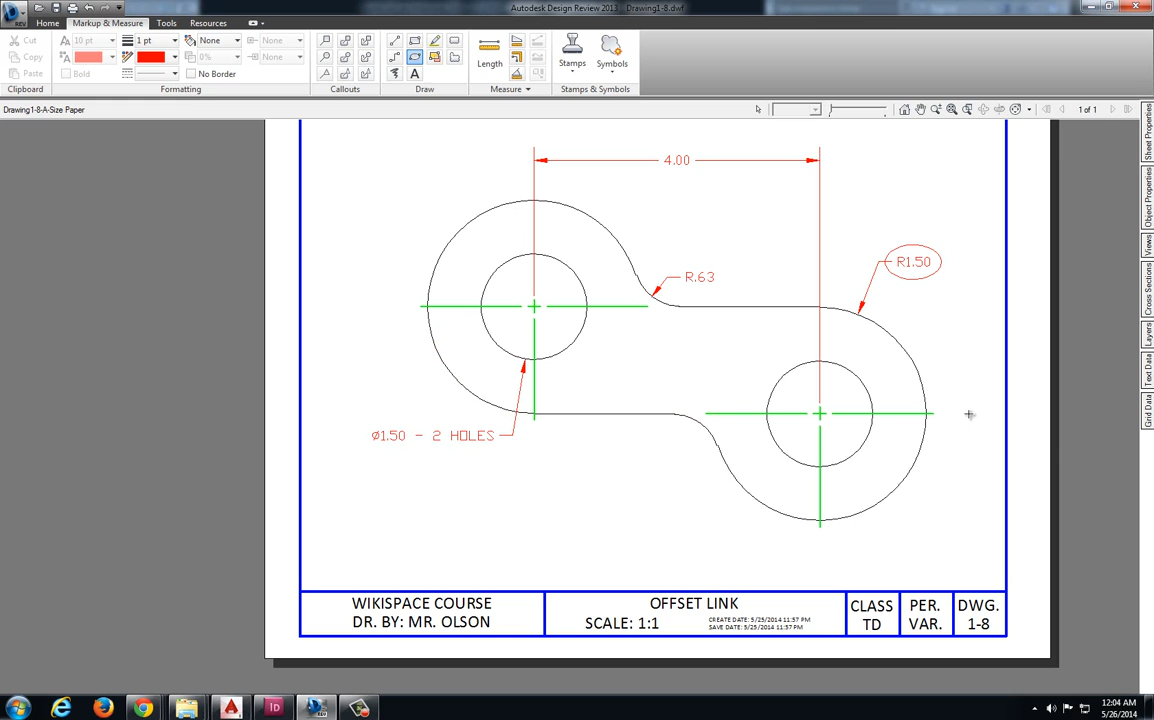 Autodesk Design Review 2013 - Drawing1-8.dwf
REV
Home Markup & Measure Tools Resources
Cut 10 pt 1 pt None None
Copy 0% None
Paste Bold No Border
Length Stamps Symbols
Clipboard Formatting Callouts Draw Measure Stamps & Symbols
Drawing1-8-A-Size Paper 1 of 1
Sheet Properties
Object Properties
Views
Cross Sections
Layers
Text Data
Grid Data
4.00
R1.50
R.63
Ø1.50 - 2 HOLES
WIKISPACE COURSE
DR. BY: MR. OLSON
OFFSET LINK
SCALE: 1:1
CREATE DATE: 5/25/2014 11:57 PM
SAVE DATE: 5/25/2014 11:57 PM
CLASS
TD
PER.
VAR.
DWG.
1-8
12:04 AM
5/26/2014